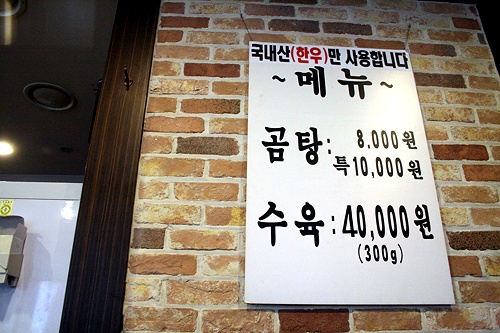 국내산(한우)만 사용합니다
~메뉴~
곰탕: 8,000원
특10,000원
수육:40,000원
(300g)